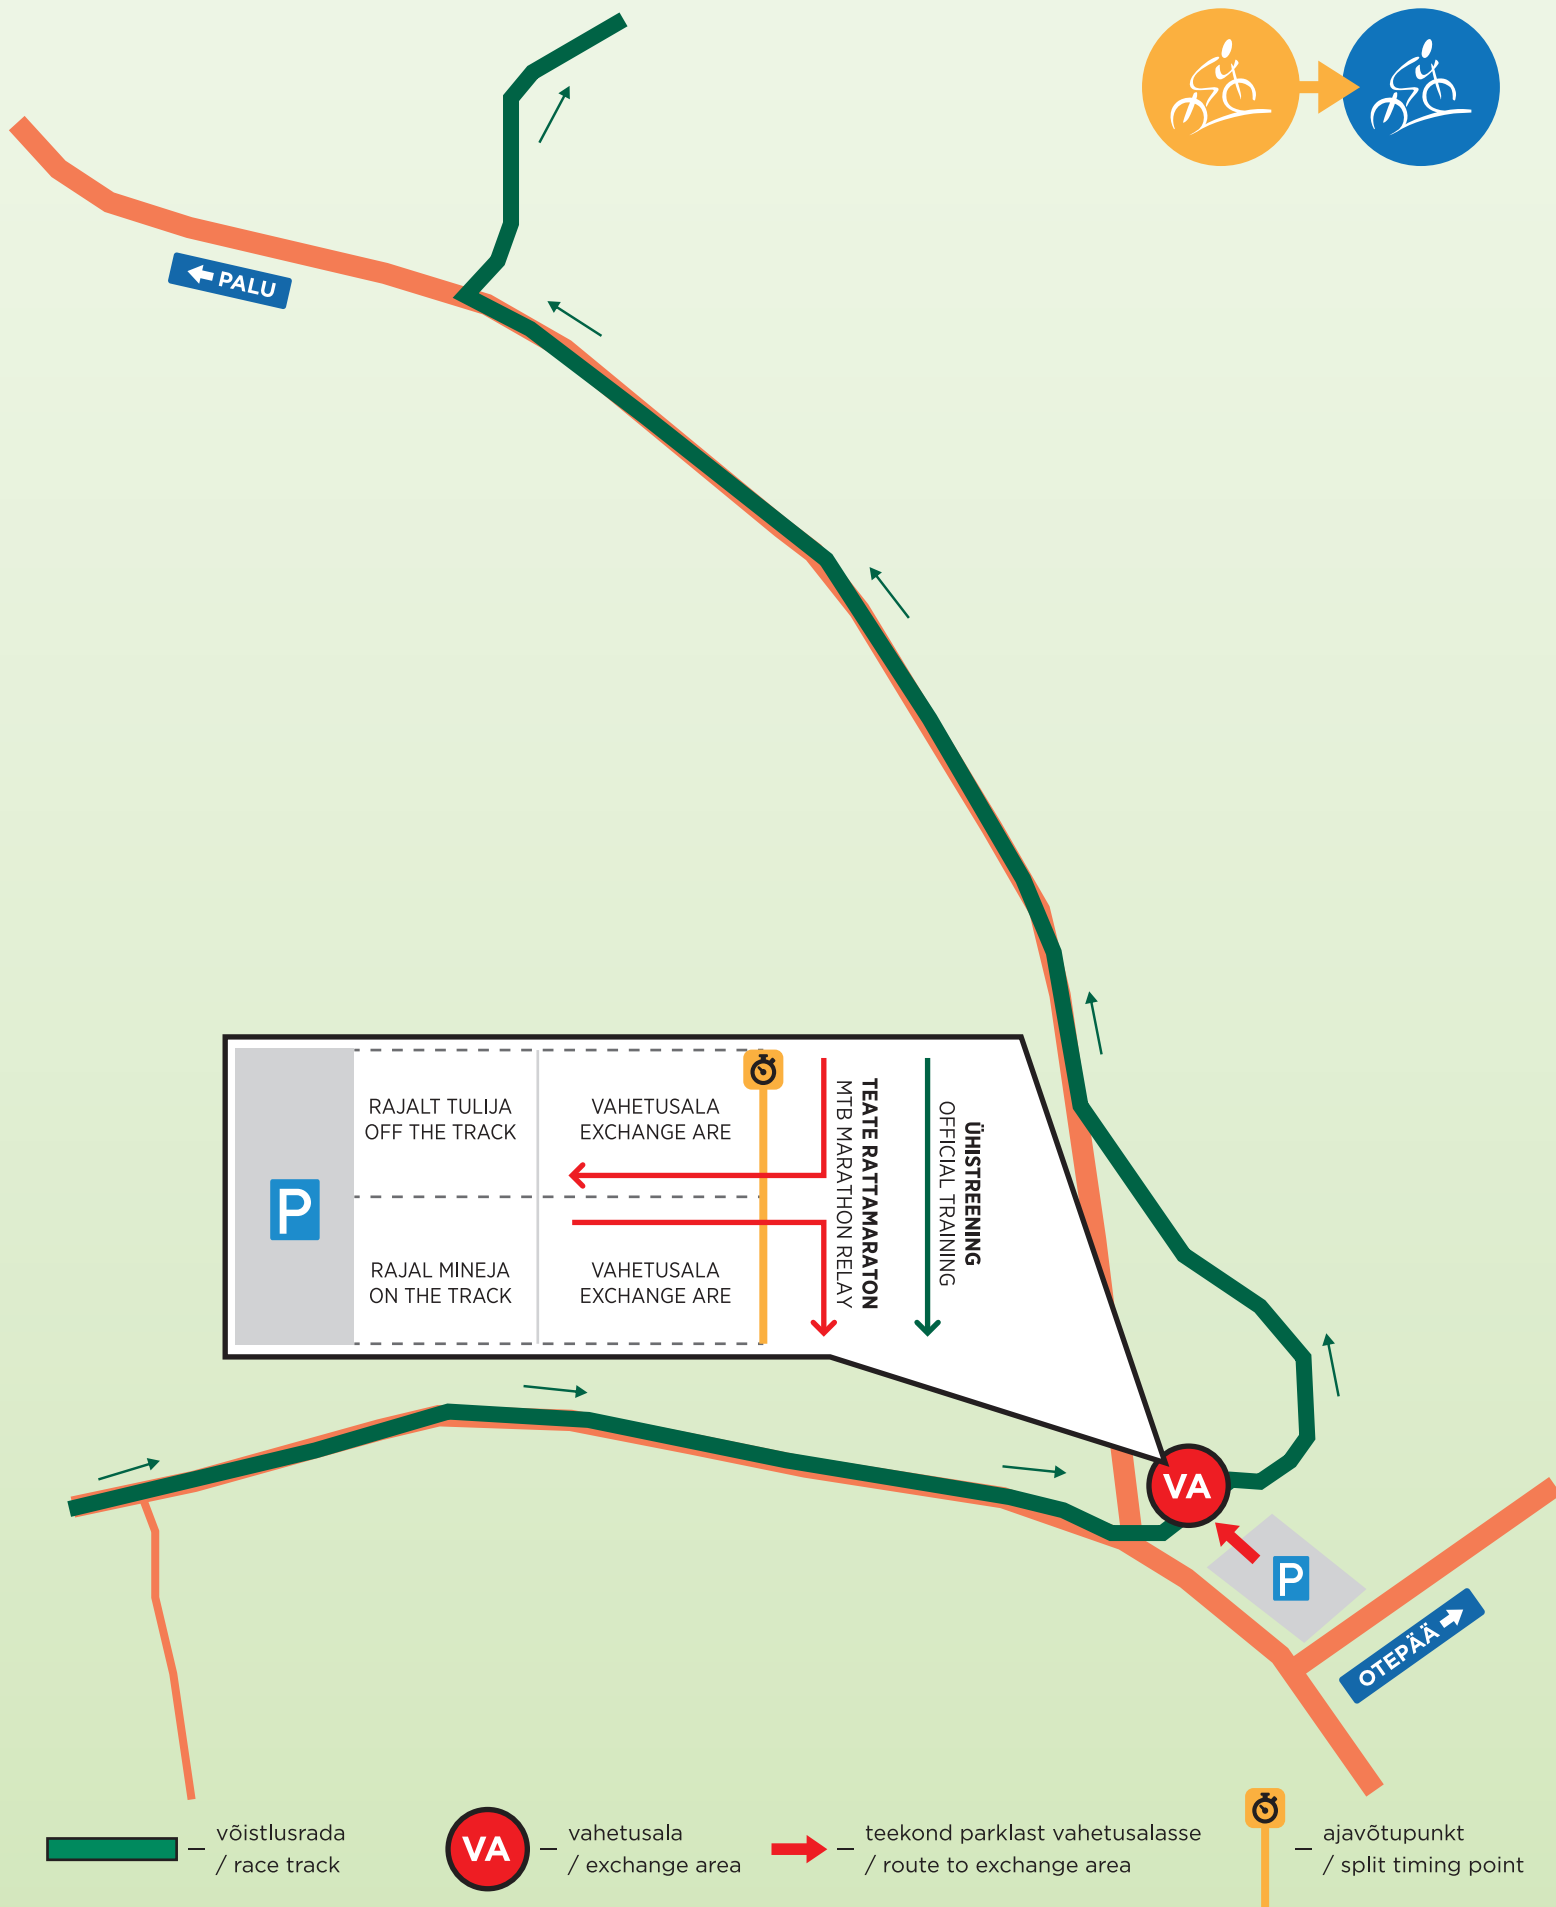 PALU
P
RAJALT TULIJA
OFF THE TRACK
VAHETUSALA
EXCHANGE ARE
RAJAL MINEJA
ON THE TRACK
VAHETUSALA
EXCHANGE ARE
TEATE RATTAMARATON
MTB MARATHON RELAY
ÜHISTREENING
OFFICIAL TRAINING
VA
P
OTEPÄÄ
– võistlusrada
/ race track
VA – vahetusala
/ exchange area
– teekond parklast vahetusalasse
/ route to exchange area
– ajavõtupunkt
/ split timing point